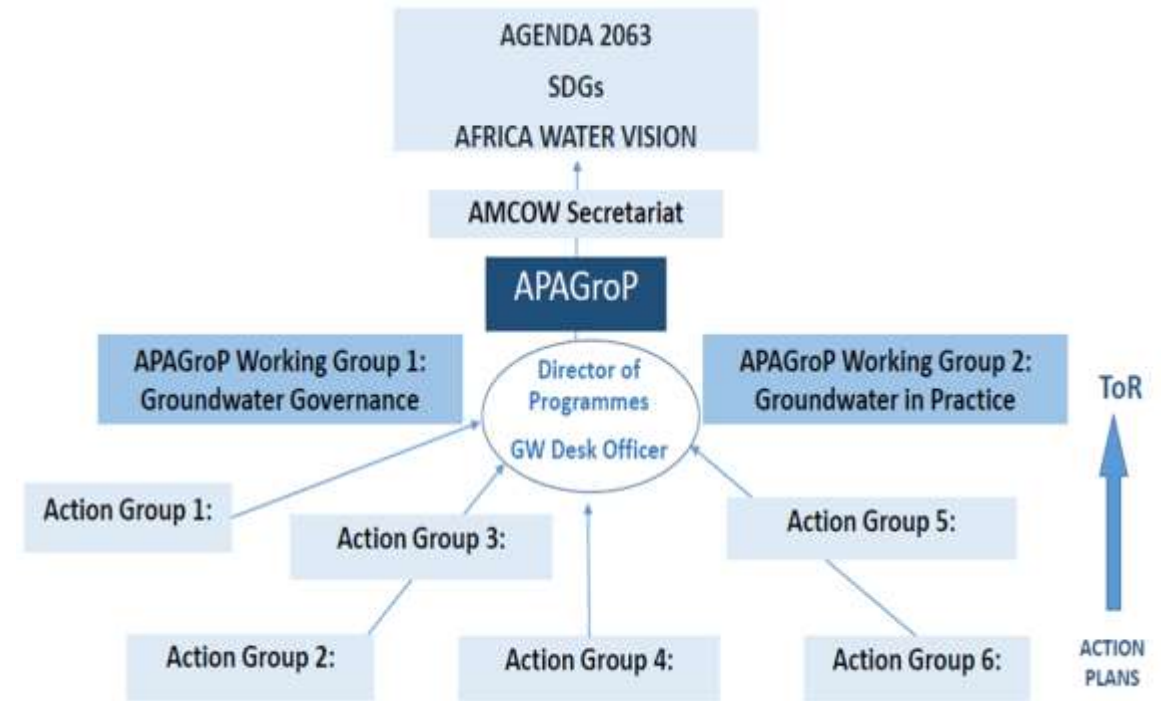 AGENDA 2063
SDGs
AFRICA WATER VISION
AMCOW Secretariat
APAGroP
APAGroP Working Group 1:
Groundwater Governance
Director of
Programmes
GW Desk Officer
APAGroP Working Group 2:
Groundwater in Practice
ToR
Action Group 1:
Action Group 3:
Action Group 5:
Action Group 2:
Action Group 4:
Action Group 6:
ACTION
PLANS